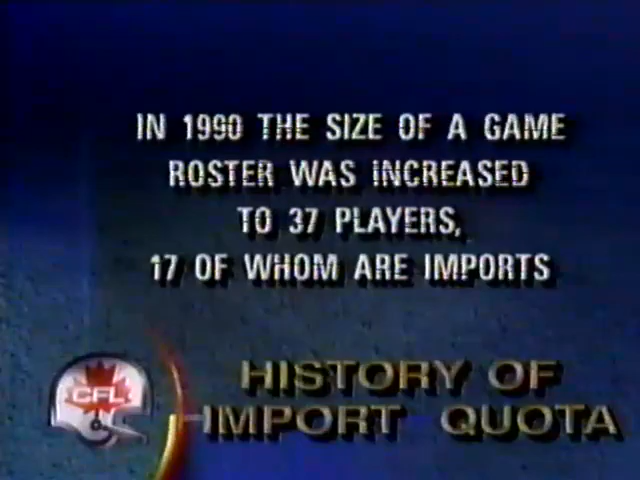 IN 1990 THE SIZE OF A GAME
ROSTER WAS INCREASED
TO 37 PLAYERS,
17 OF WHOM ARE IMPORTS
CFL
HISTORY OF
IMPORT QUOTA